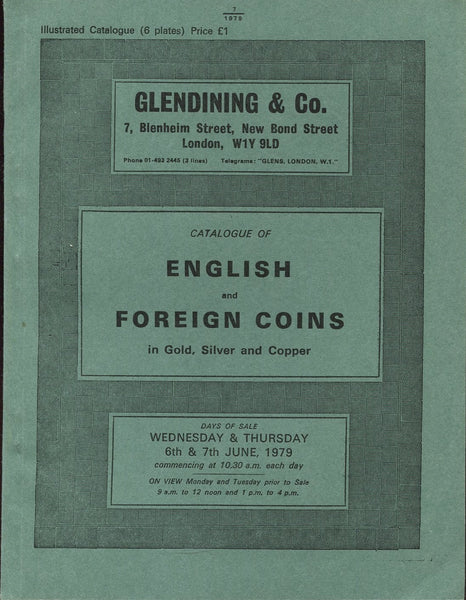 7
1979
Illustrated Catalogue (6 plates) Price £1
GLENDINING & Co.
7, Blenheim Street, New Bond Street
London, W1Y 9LD
Phone 01-493 2445 (3 lines) Telegrams: "GLENS, LONDON, W.1."
CATALOGUE OF
ENGLISH
and
FOREIGN COINS
in Gold, Silver and Copper
DAYS OF SALE
WEDNESDAY & THURSDAY
6th & 7th JUNE, 1979
commencing at 10.30 a.m. each day
ON VIEW Monday and Tuesday prior to Sale
9 a.m. to 12 noon and 1 p.m. to 4 p.m.